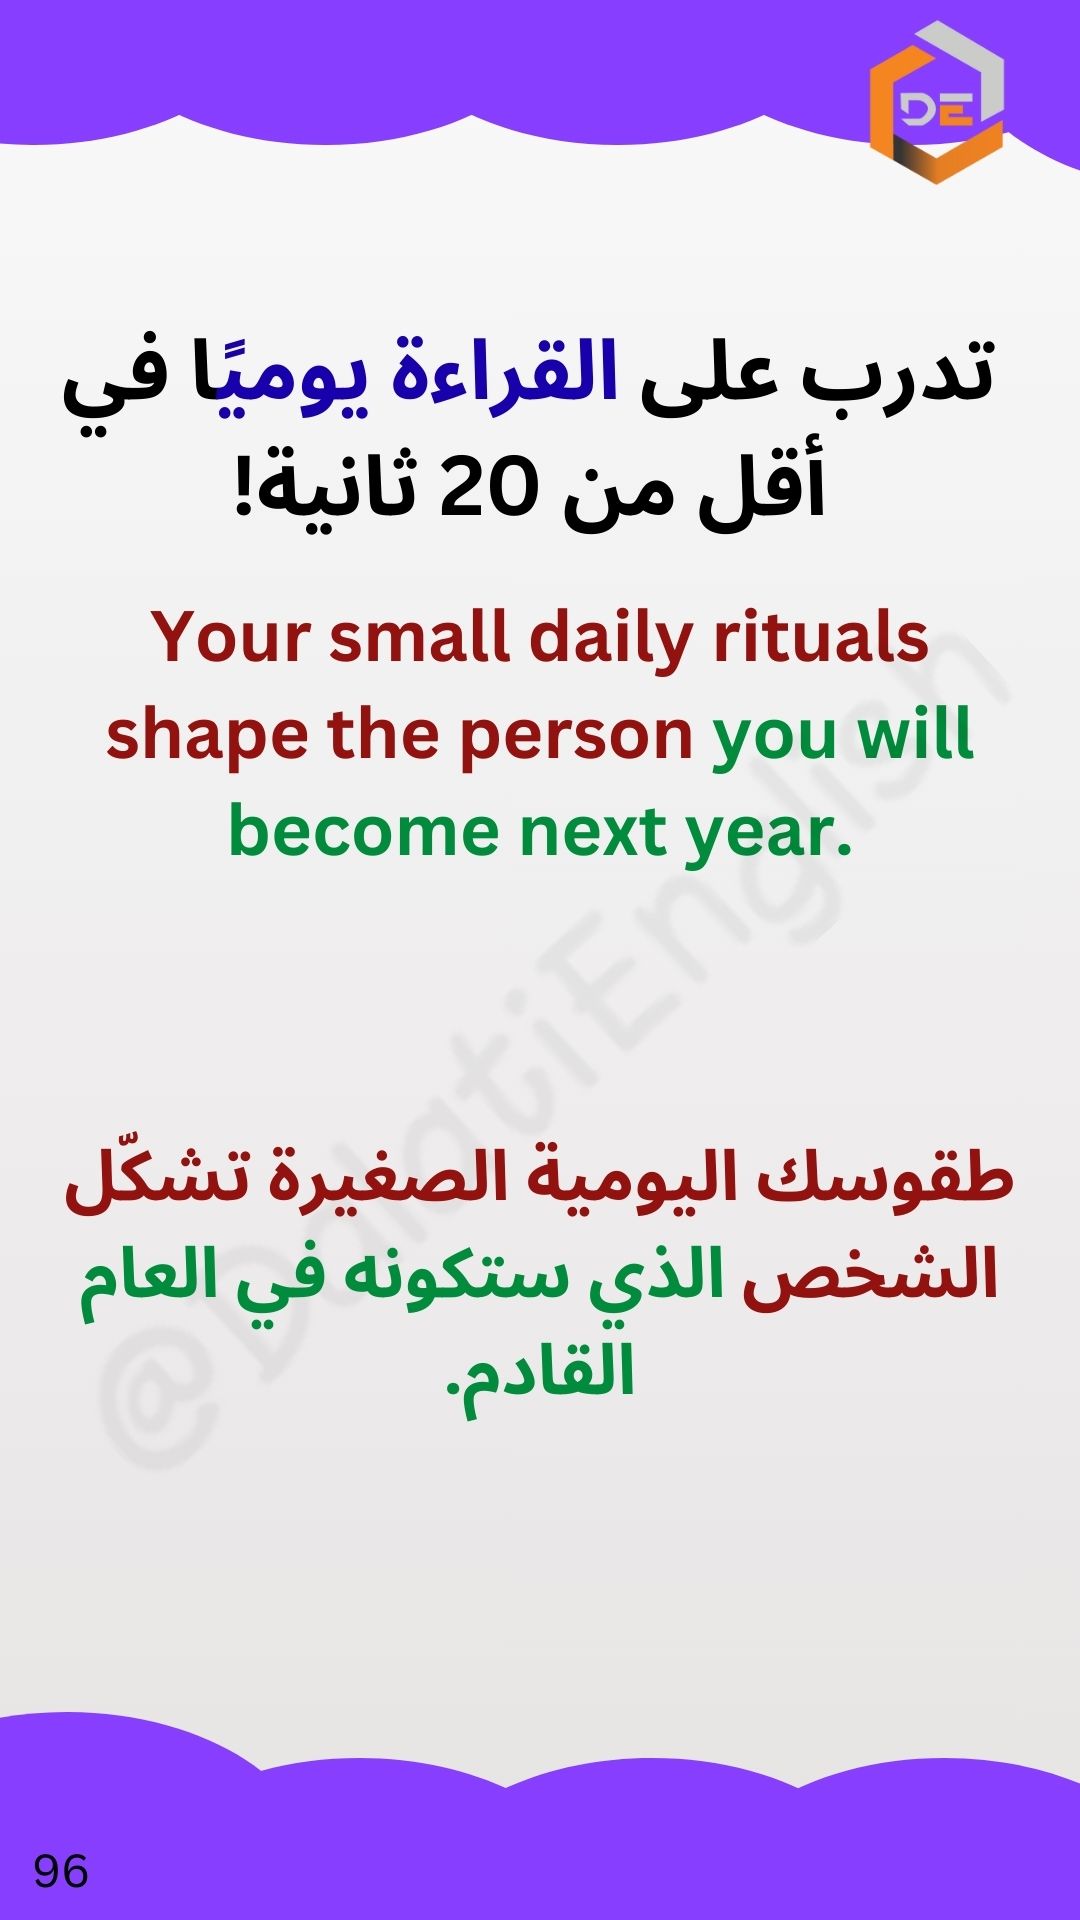 DE
تدرب على القراءة يوميًا في
أقل من 20 ثانية!
Your small daily rituals
shape the person you will
become next year.
@DalatiEnglish
طقوسك اليومية الصغيرة تشكّل
الشخص الذي ستكونه في العام
القادم.
96